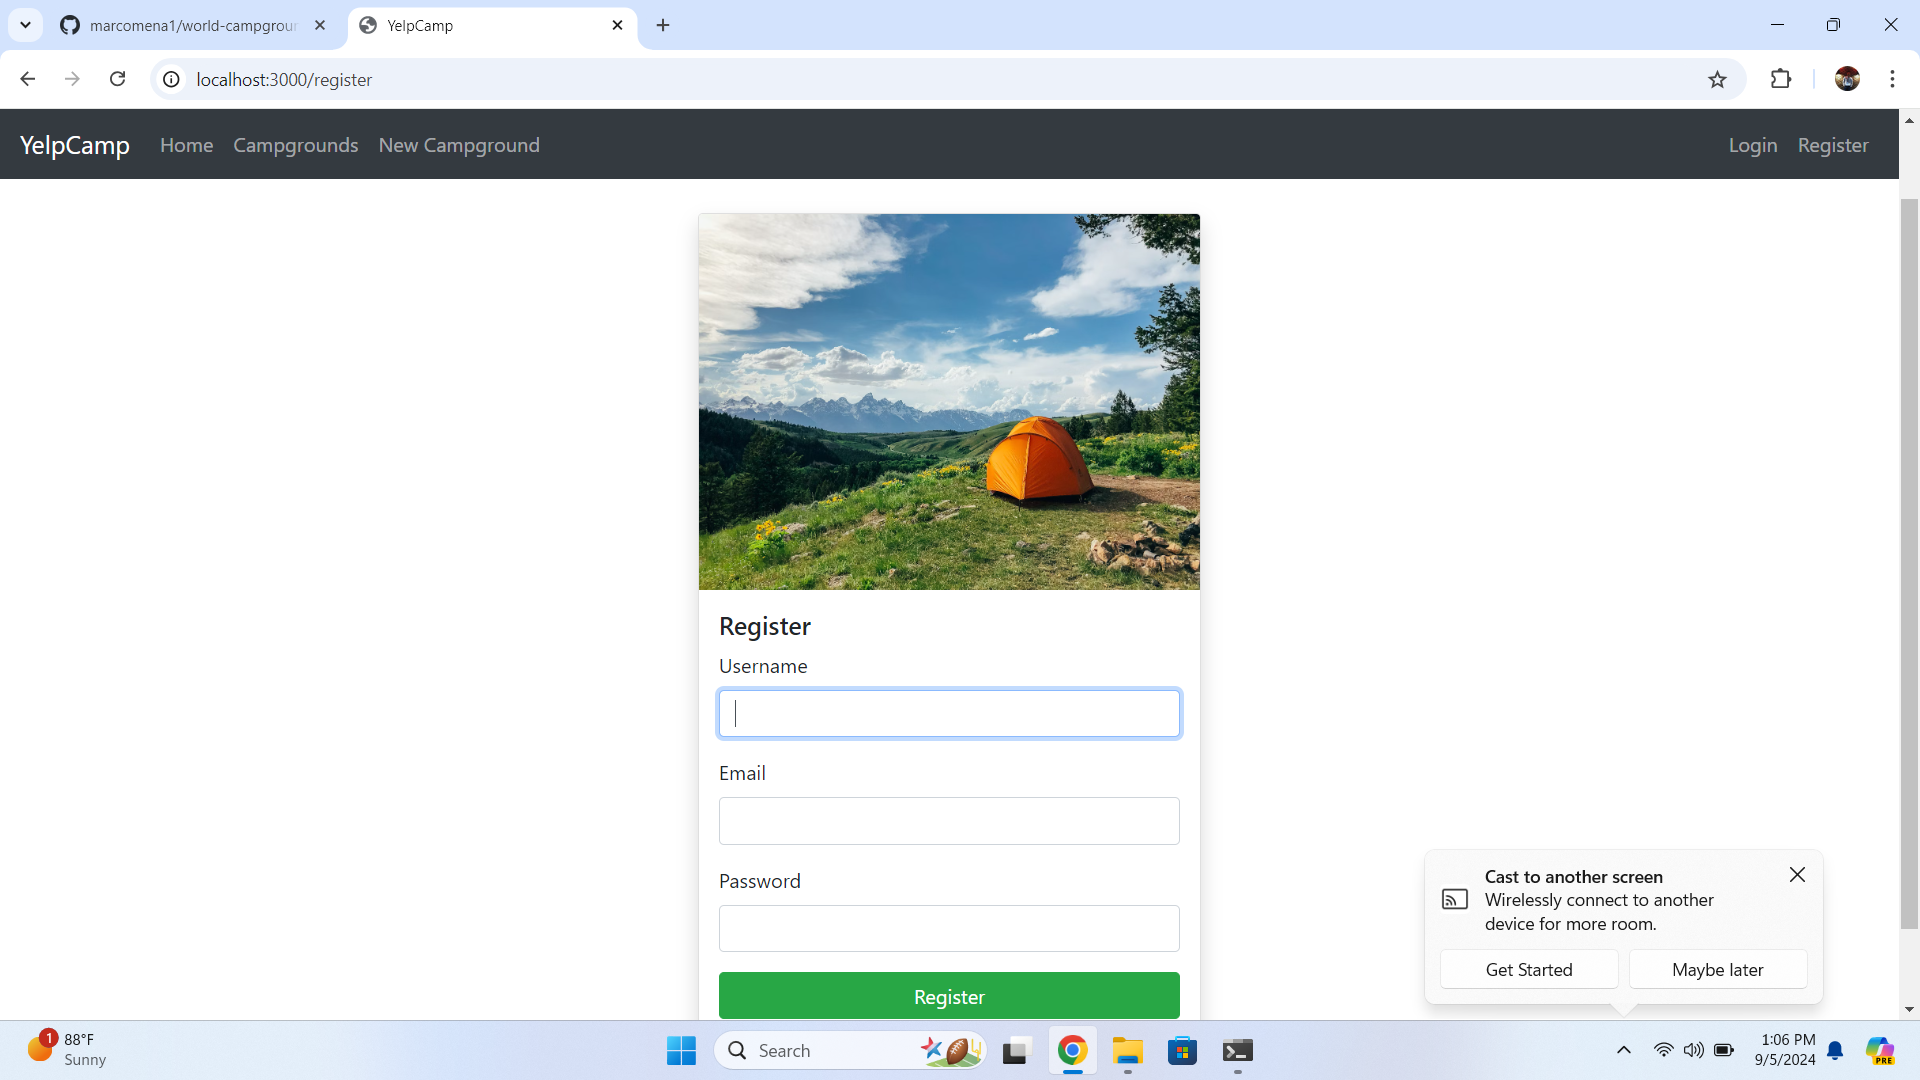 marcomena1/world-campgroun
YelpCamp
localhost:3000/register
YelpCamp
Home
Campgrounds
New Campground
Login
Register
Register
Username
Email
Password
Register
Cast to another screen
Wirelessly connect to another
device for more room.
Get Started
Maybe later
1
88°F
Sunny
Search
1:06 PM
9/5/2024
PRE